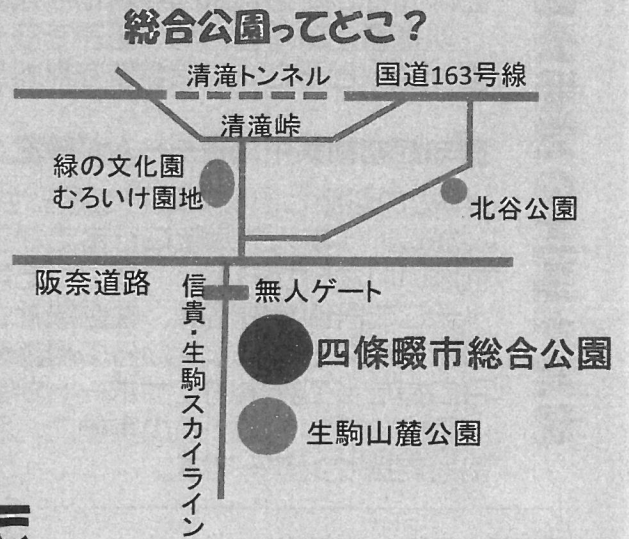 総合公園ってどこ？
清滝トンネル
国道163号線
清滝峠
緑の文化園
むろいけ園地
北谷公園
阪奈道路
信貴・生駒スカイライン
無人ゲート
四條畷市総合公園
生駒山麓公園